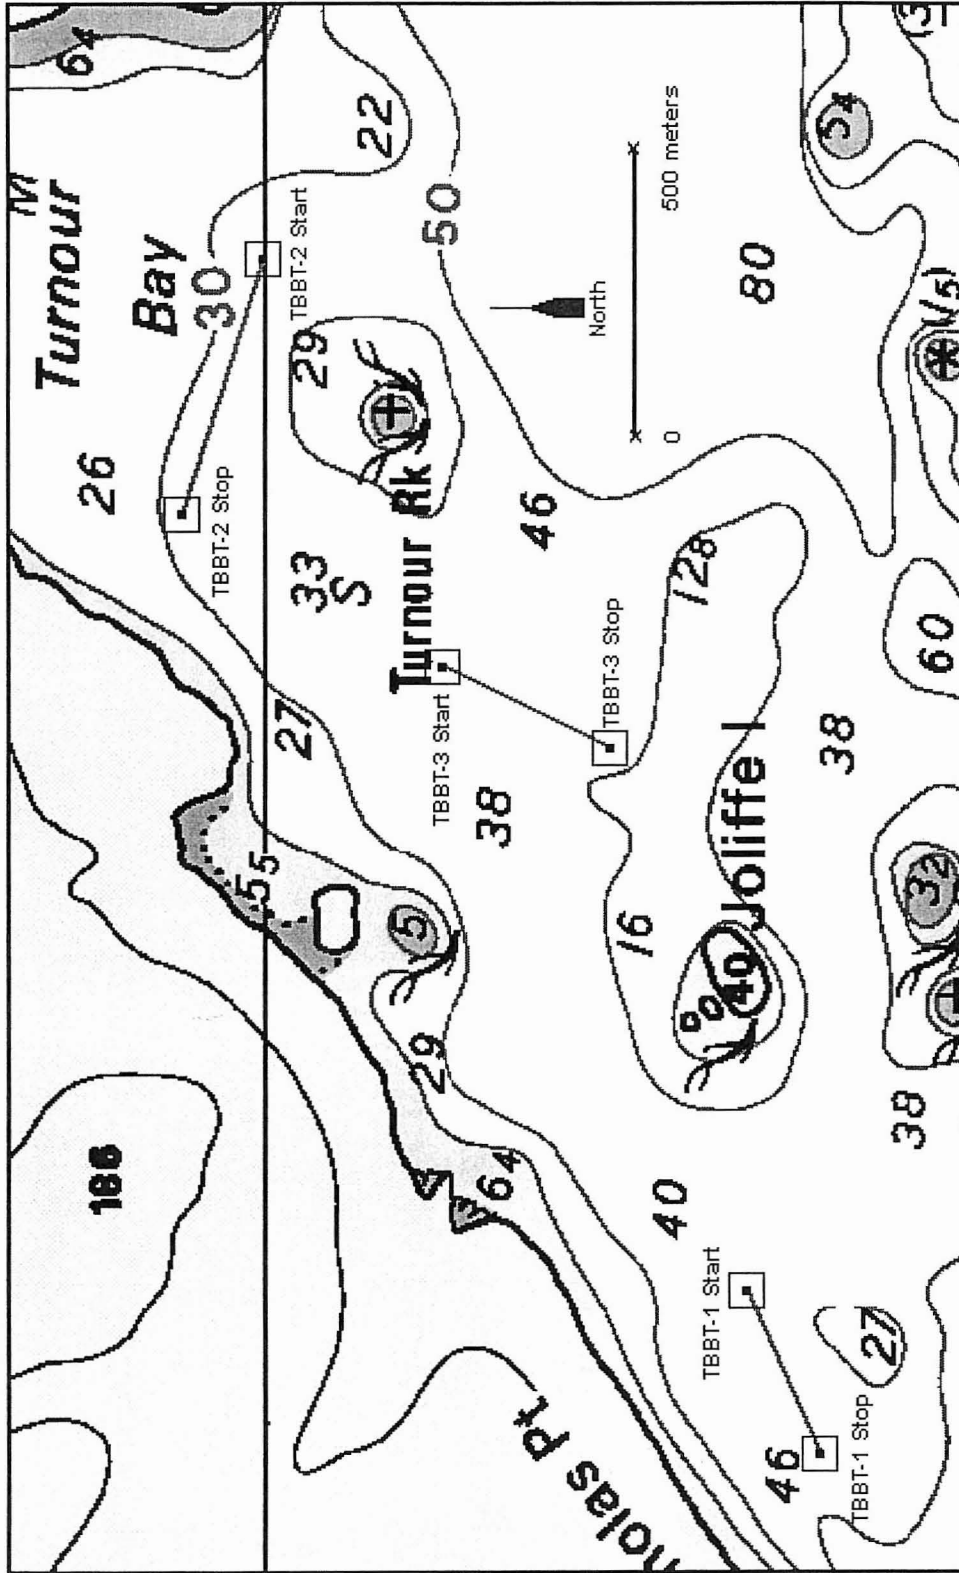 186
Turnour
Bay
M
6₄
26
30
22
TBBT-2 Stop
TBBT-2 Start
27
5₅
33
S
29
Turnour Rk
50
5
29
6₄
TBBT-3 Start
38
46
TBBT-3 Stop
North
0
500 meters
12₈
16
40
Joliffe I
(40)
80
5₄
nolas Pt.
TBBT-1 Start
27
46
TBBT-1 Stop
38
3₂
38
60